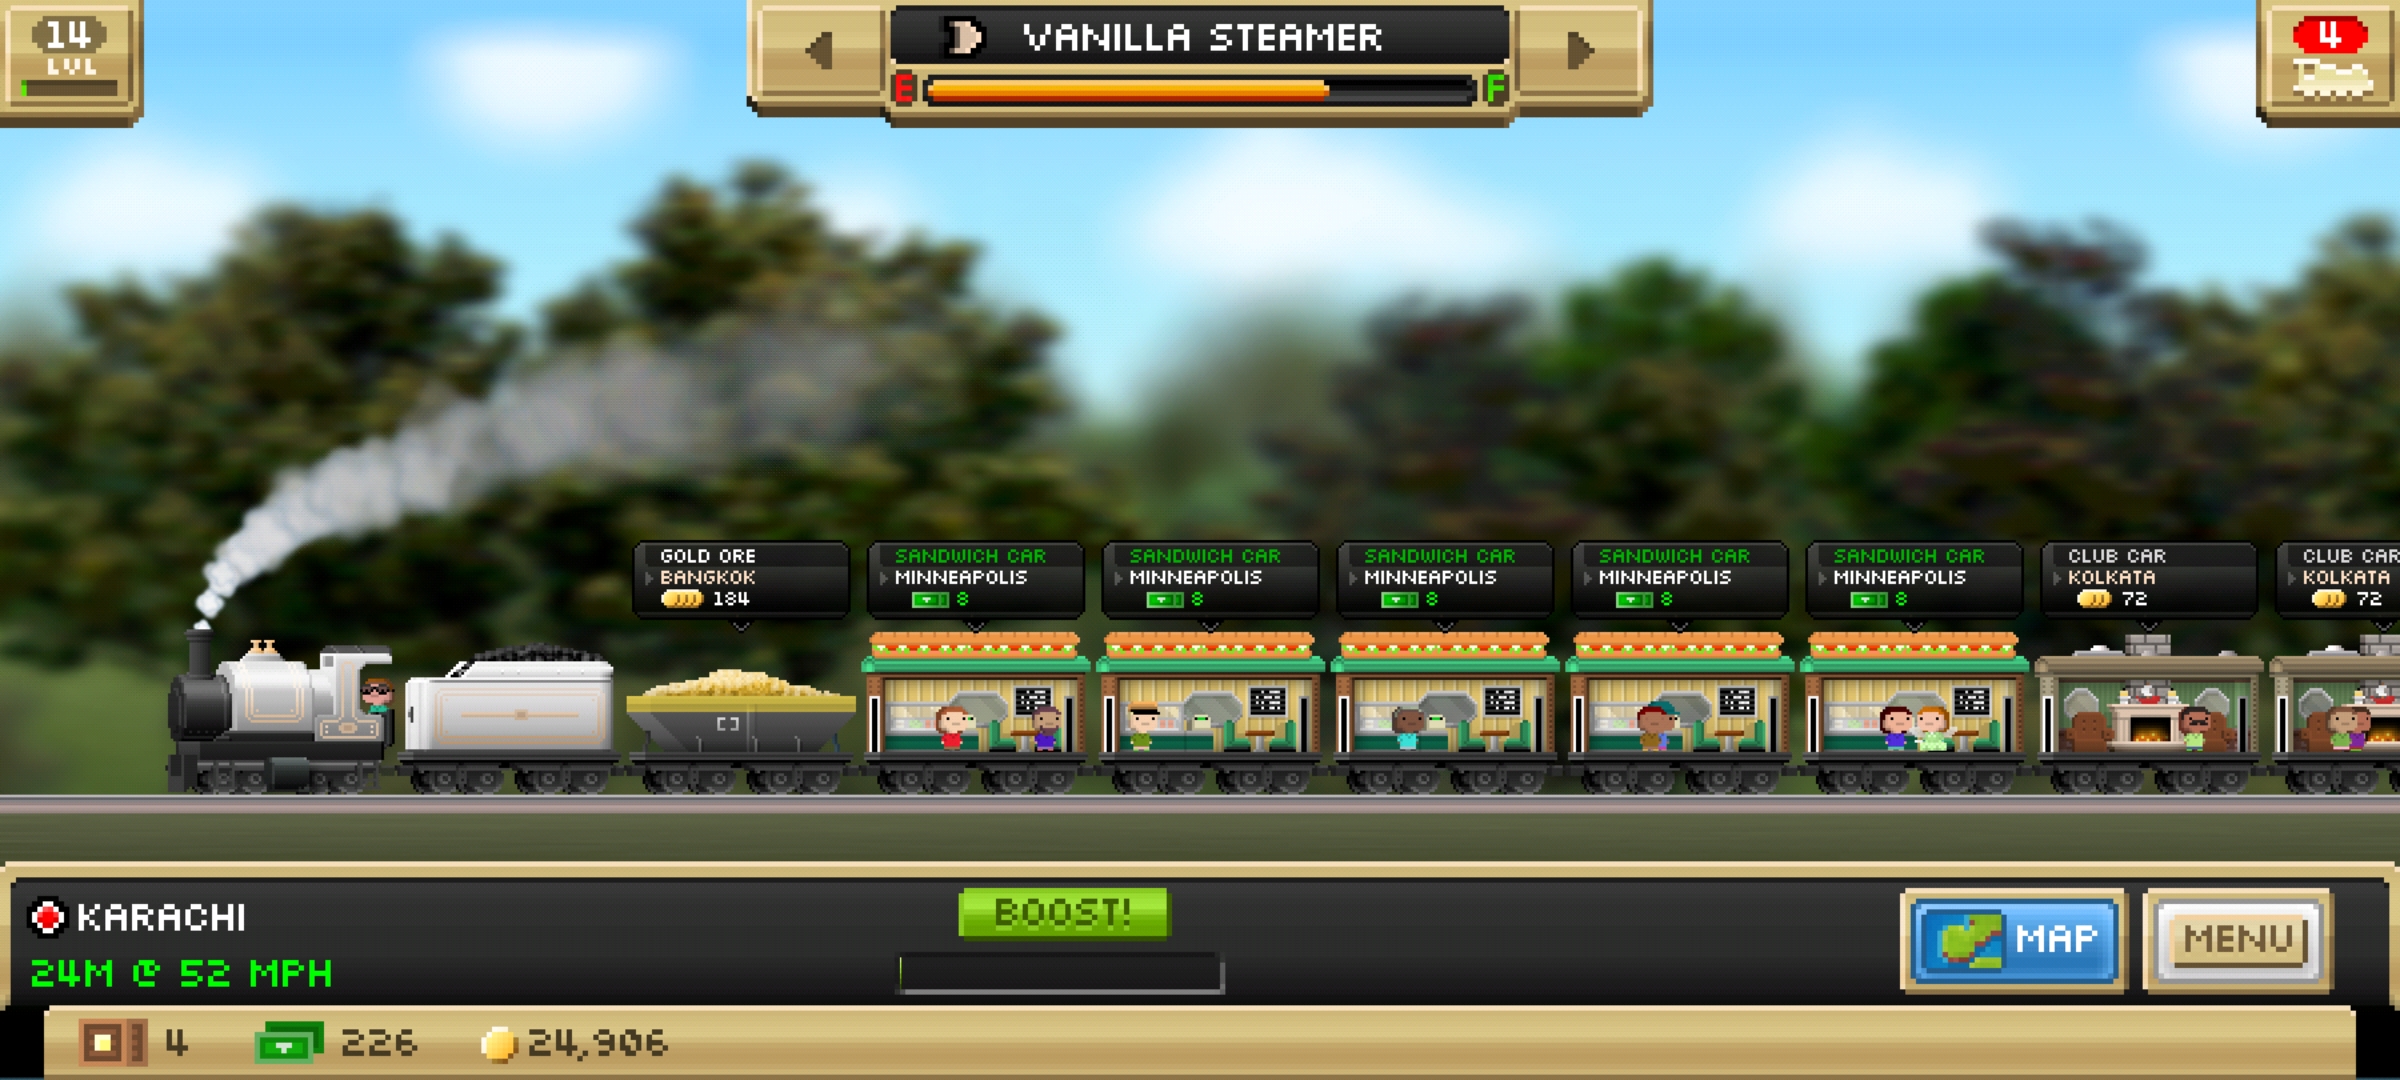 14
LVL
VANILLA STEAMER
E
F
4
GOLD ORE
BANGKOK
184
SANDWICH CAR
MINNEAPOLIS
8
SANDWICH CAR
MINNEAPOLIS
8
SANDWICH CAR
MINNEAPOLIS
8
SANDWICH CAR
MINNEAPOLIS
8
SANDWICH CAR
MINNEAPOLIS
8
CLUB CAR
KOLKATA
72
CLUB CAR
KOLKATA
72
KARACHI
24M @ 52 MPH
BOOST!
MAP
MENU
4
226
24,906